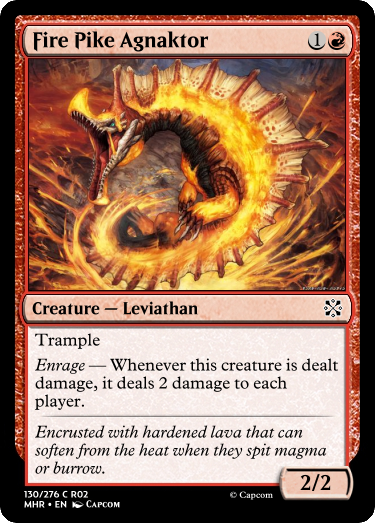 Fire Pike Agnaktor 1
Creature — Leviathan
Trample
Enrage — Whenever this creature is dealt
damage, it deals 2 damage to each
player.
Encrusted with hardened lava that can
soften from the heat when they spit magma
or burrow.
2/2
130/276 C R02
MHR • EN Capcom
© Capcom